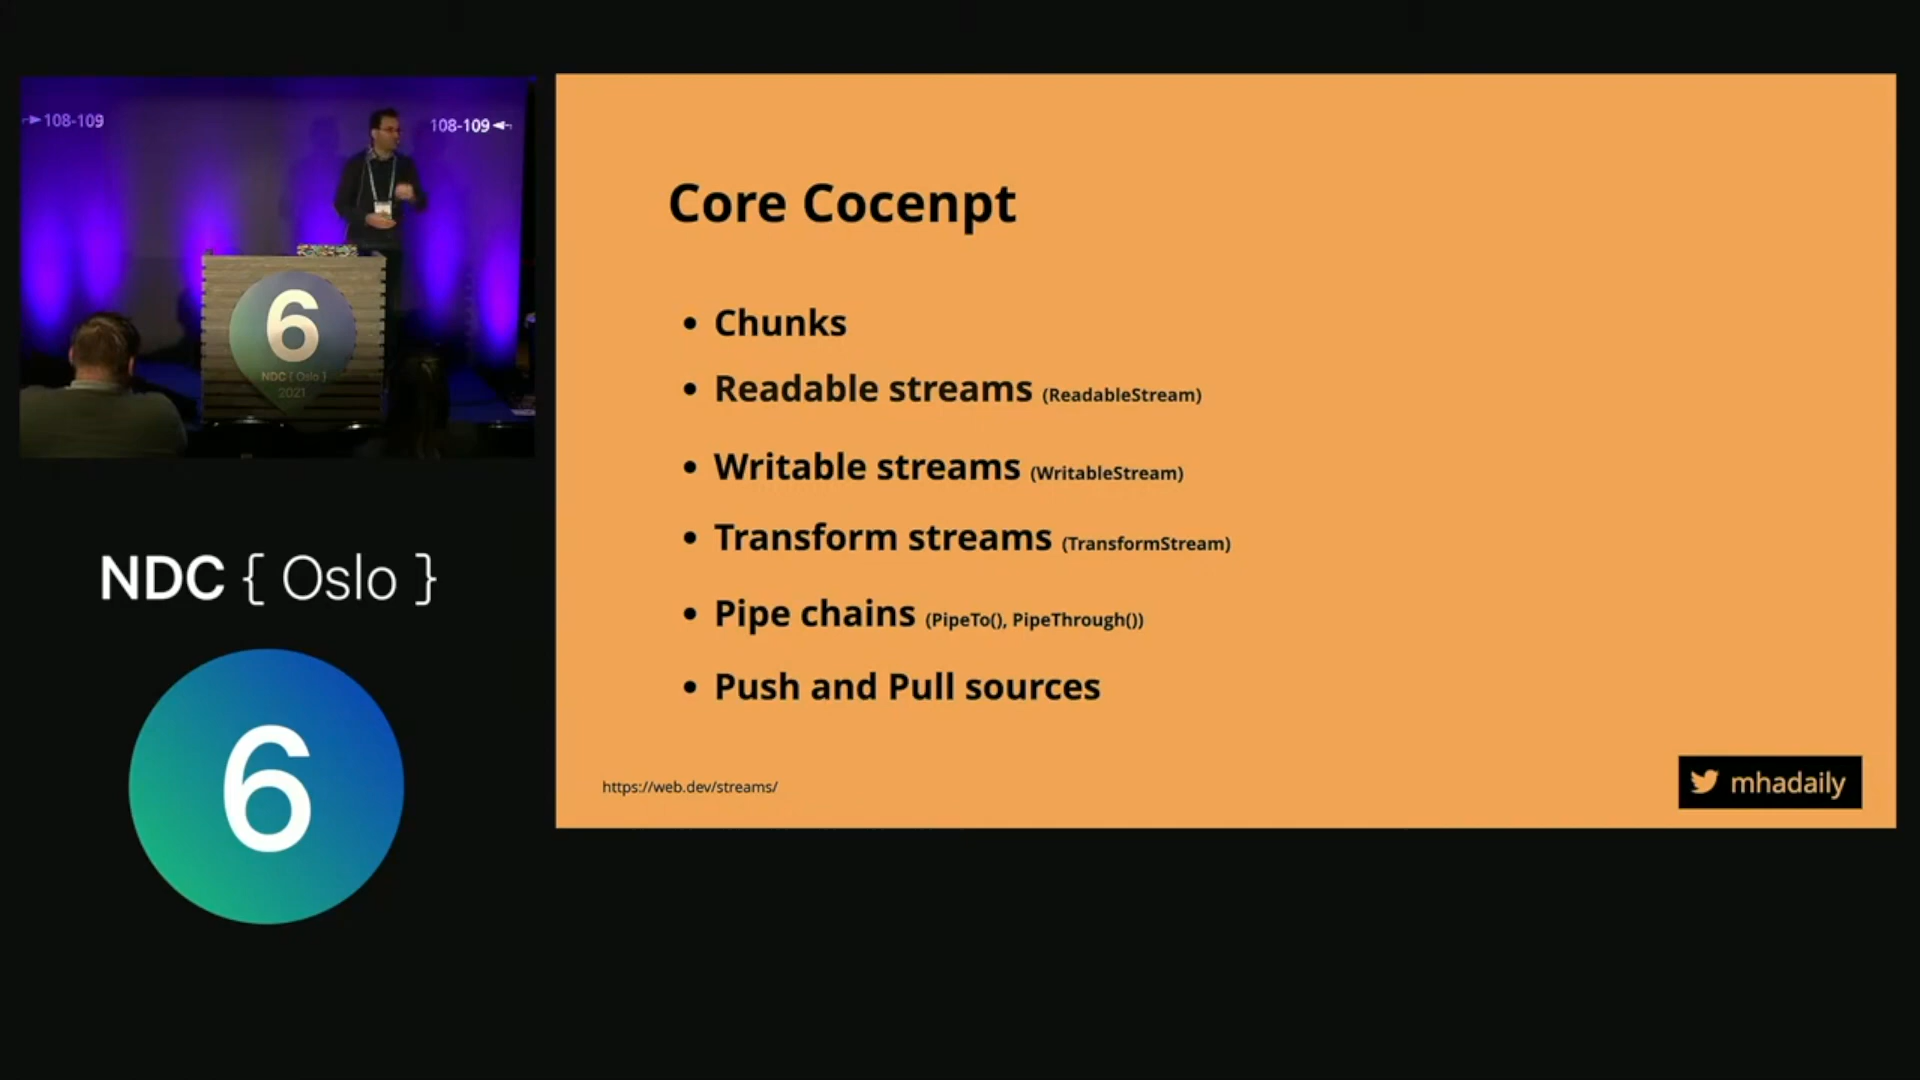 108-109
108-109
6
NDC { Oslo }
2021
NDC { Oslo }
6
Core Cocenpt
• Chunks
• Readable streams (ReadableStream)
• Writable streams (WritableStream)
• Transform streams (TransformStream)
• Pipe chains (PipeTo(), PipeThrough())
• Push and Pull sources
https://web.dev/streams/
mhadaily